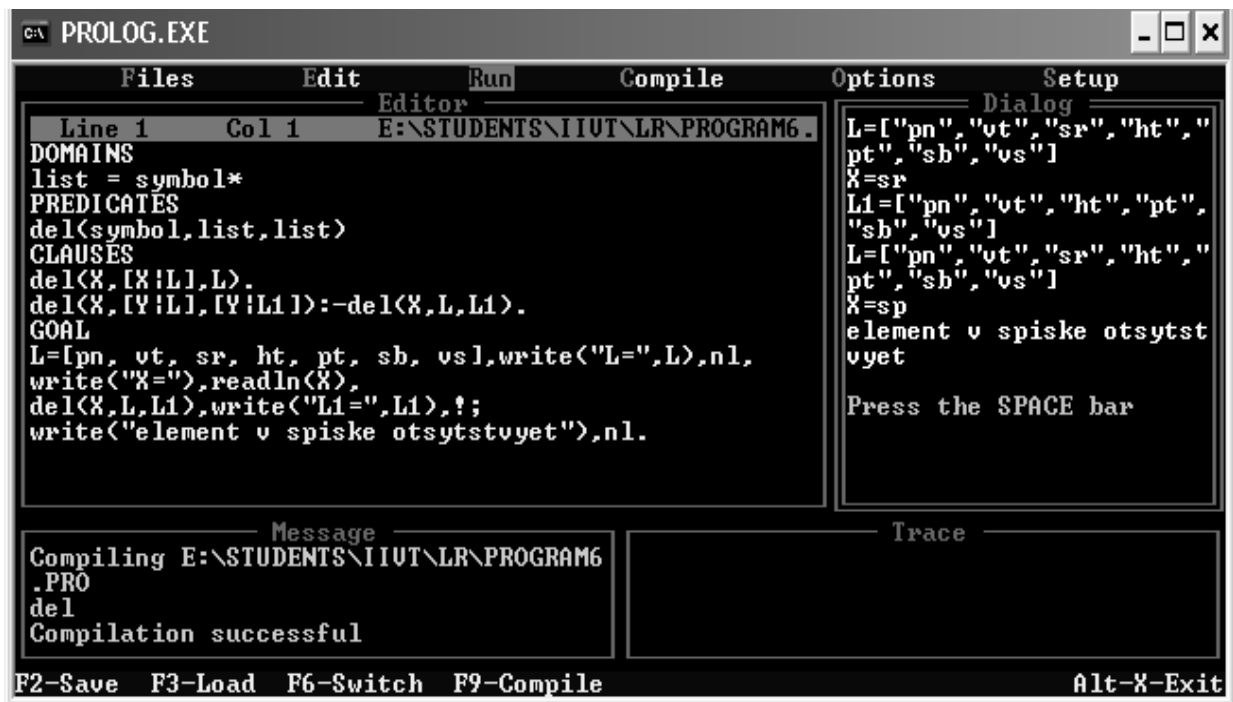 PROLOG.EXE
Files Edit Run Compile Options Setup
Editor
Line 1 Col 1 E:\STUDENTS\IIVT\LR\PROGRAM6.
DOMAINS
list = symbol*
PREDICATES
del(symbol,list,list)
CLAUSES
del(X,[X|L],L).
del(X,[Y|L],[Y|L1]):-del(X,L,L1).
GOAL
L=[pn, vt, sr, ht, pt, sb, vs],write("L=",L),nl,
write("X="),readln(X),
del(X,L,L1),write("L1=",L1),!;
write("element v spiske otsytstvyet"),nl.
Dialog
L=["pn","vt","sr","ht","
pt","sb","vs"]
X=sr
L1=["pn","vt","ht","pt",
"sb","vs"]
L=["pn","vt","sr","ht","
pt","sb","vs"]
X=sp
element v spiske otsytst
vyet
Press the SPACE bar
Message
Compiling E:\STUDENTS\IIVT\LR\PROGRAM6
.PRO
del
Compilation successful
Trace
F2-Save F3-Load F6-Switch F9-Compile Alt-X-Exit